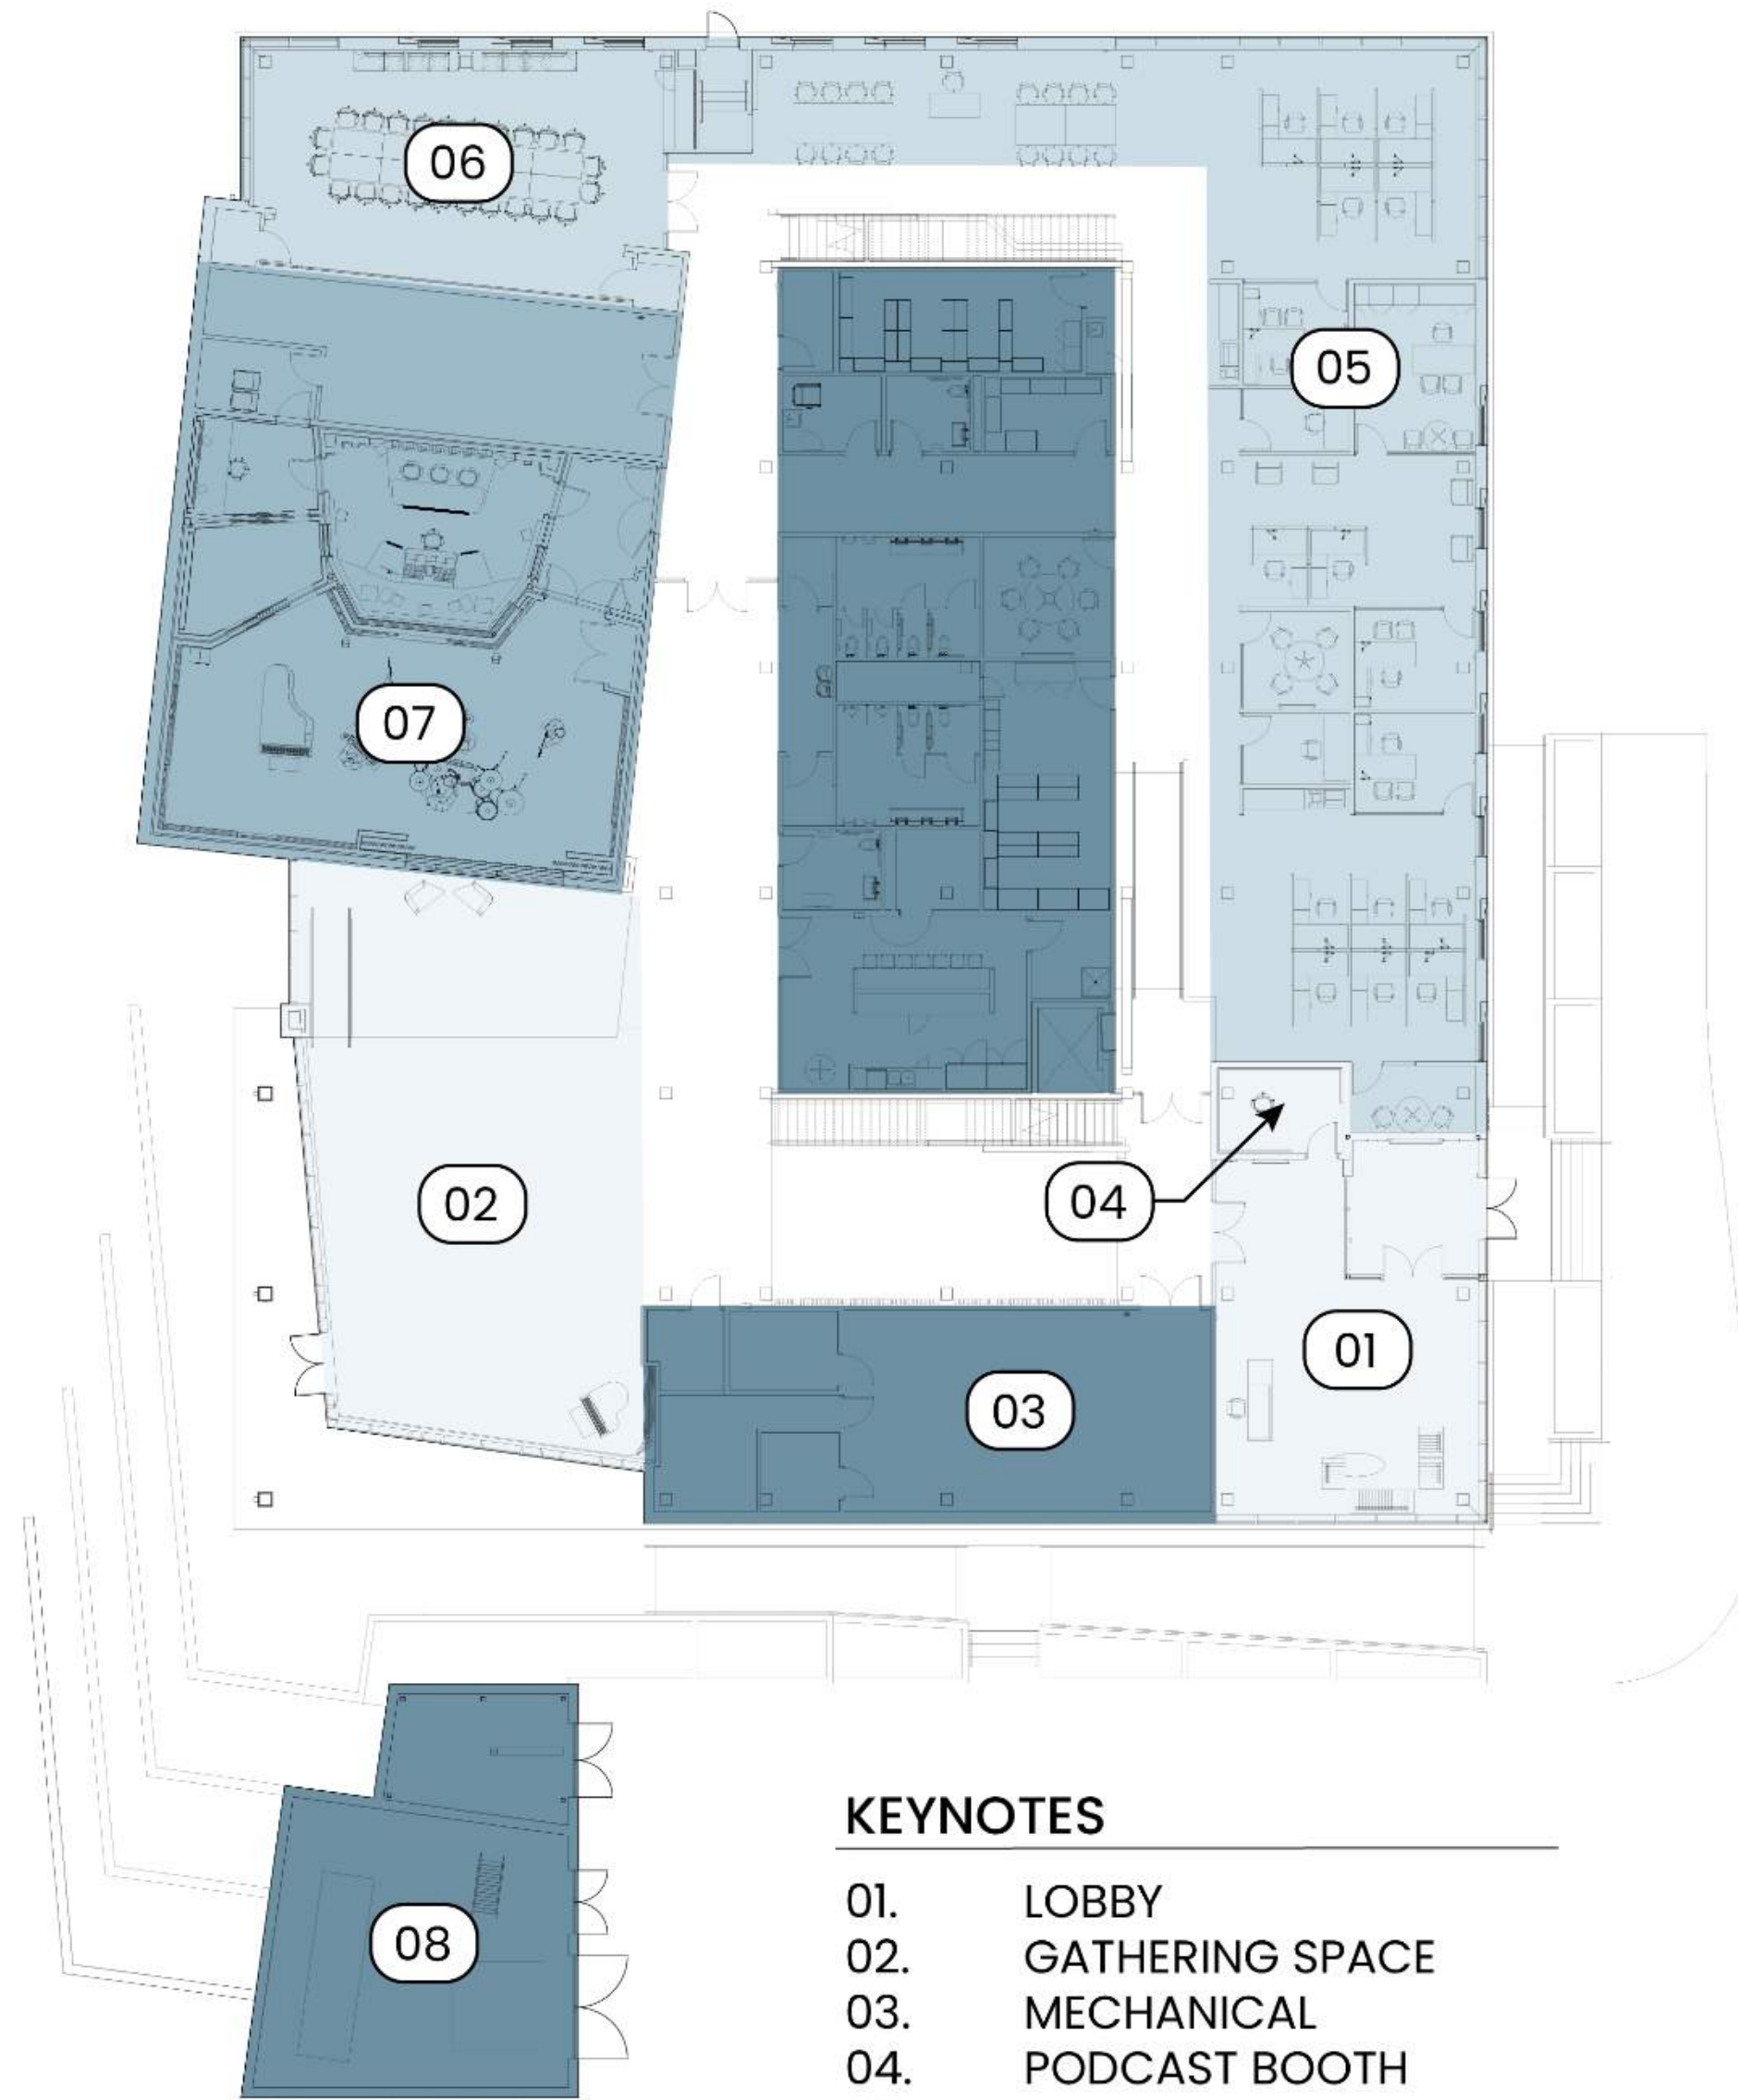 06
05
07
04
02
01
03
08
KEYNOTES
01. LOBBY
02. GATHERING SPACE
03. MECHANICAL
04. PODCAST BOOTH